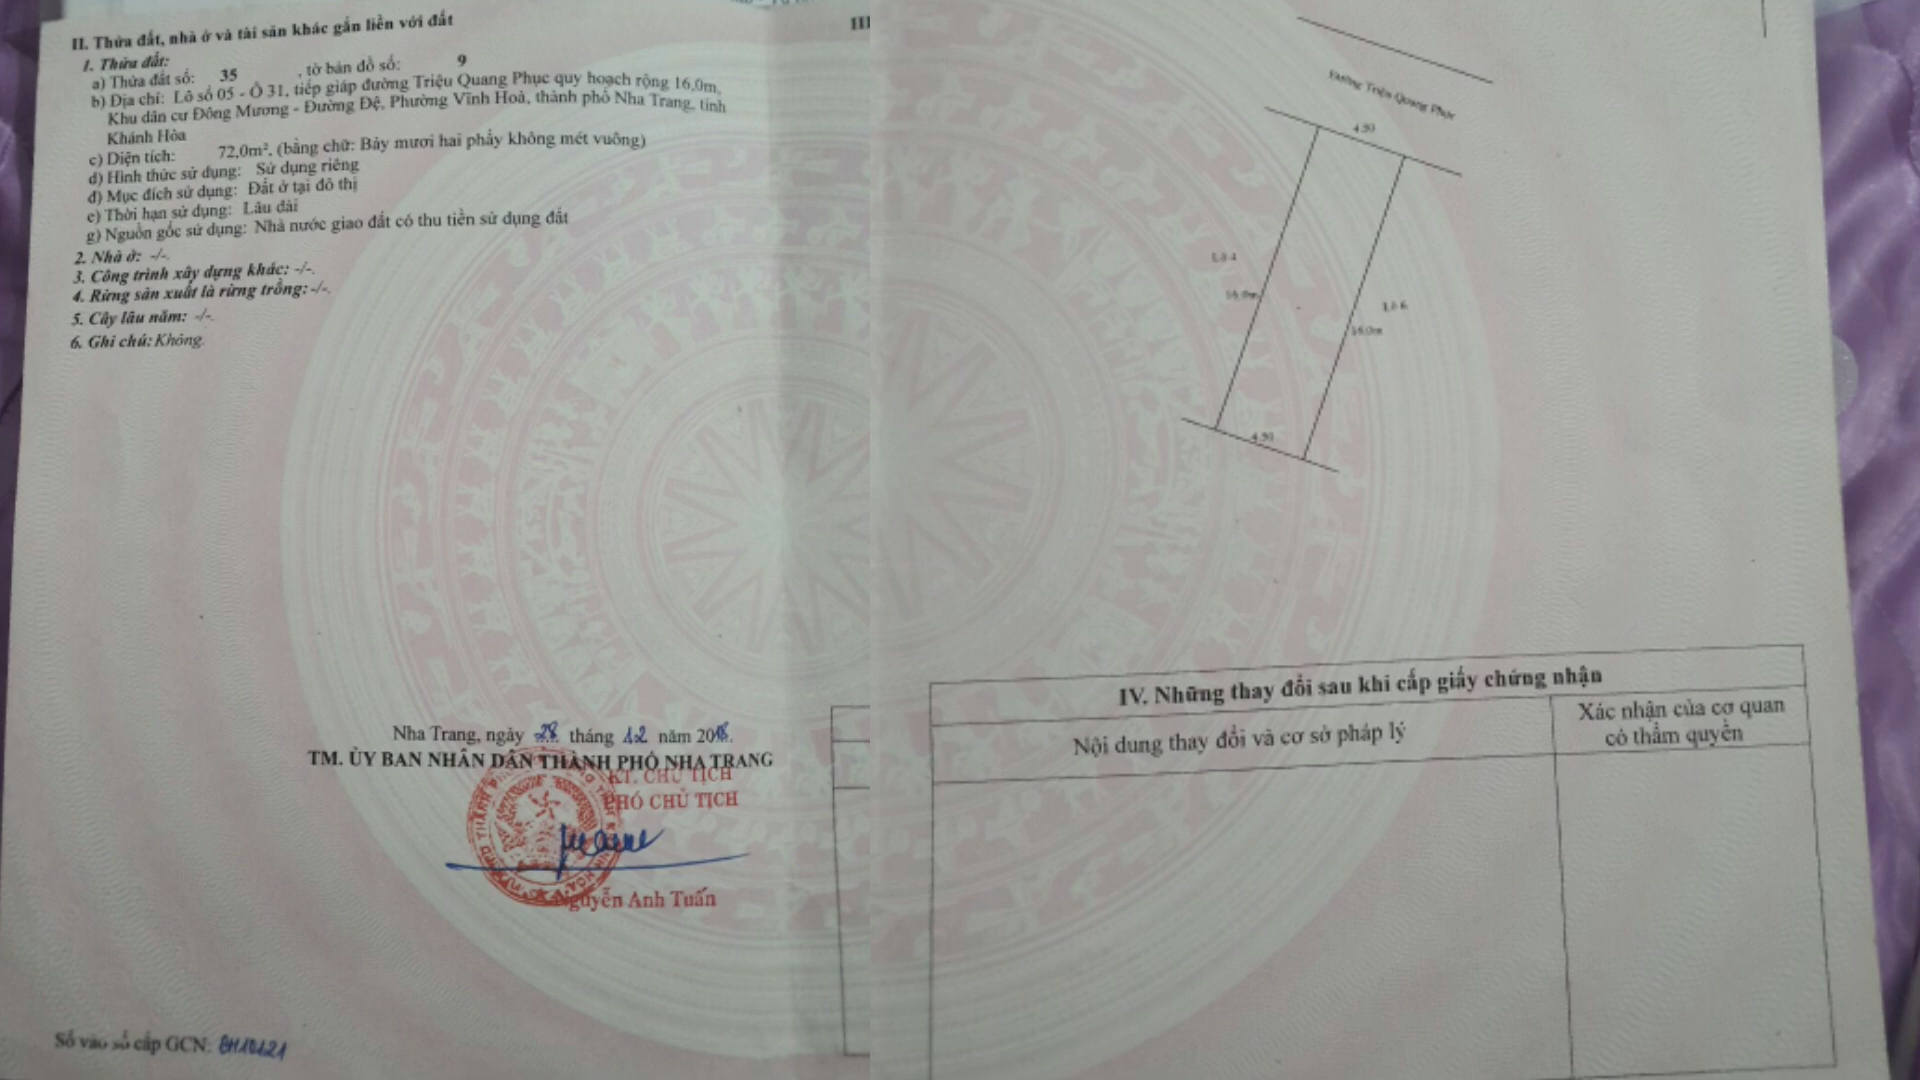 II. Thửa đất, nhà ở và tài sản khác gắn liền với đất
1. Thửa đất:
a) Thửa đất số: 35 , tờ bản đồ số: 9
b) Địa chỉ: Lô số 05 - Ô 31, tiếp giáp đường Triệu Quang Phục quy hoạch rộng 16,0m,
Khu dân cư Đông Mương - Đường Đệ, Phường Vĩnh Hoà, thành phố Nha Trang, tỉnh
Khánh Hòa
c) Diện tích: 72,0m², (bằng chữ: Bảy mươi hai phẩy không mét vuông)
d) Hình thức sử dụng: Sử dụng riêng
đ) Mục đích sử dụng: Đất ở tại đô thị
e) Thời hạn sử dụng: Lâu dài
g) Nguồn gốc sử dụng: Nhà nước giao đất có thu tiền sử dụng đất
2. Nhà ở: -/-.
3. Công trình xây dựng khác: -/-.
4. Rừng sản xuất là rừng trồng: -/-.
5. Cây lâu năm: -/-.
6. Ghi chú: Không.
Nha Trang, ngày 28 tháng 12 năm 2018.
TM. ỦY BAN NHÂN DÂN THÀNH PHỐ NHA TRANG
KT. CHỦ TỊCH
PHÓ CHỦ TỊCH
Nguyễn Anh Tuấn
Số vào sổ cấp GCN:
III
Đường Triệu Quang Phục
4.50
Lô 4
16.0m
Lô 6
16.0m
4.50
IV. Những thay đổi sau khi cấp giấy chứng nhận
Nội dung thay đổi và cơ sở pháp lý
Xác nhận của cơ quan
có thẩm quyền